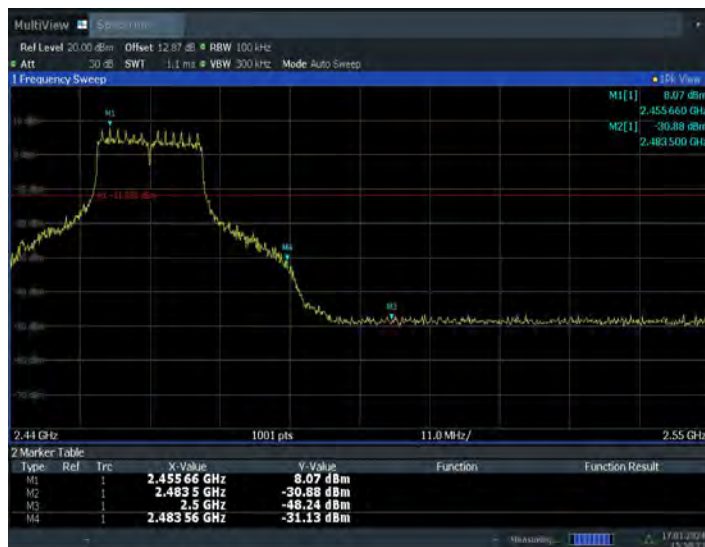 MultiView Spectrum
Ref Level 20.00 dBm Offset 12.87 dB RBW 100 kHz
Att 30 dB SWT 1.1 ms VBW 300 kHz Mode Auto Sweep
1 Frequency Sweep 1Pk View
M1[1] 8.07 dBm
2.455660 GHz
M2[1] -30.88 dBm
2.483500 GHz
M1
M4
M3
2.44 GHz 1001 pts 11.0 MHz/ 2.55 GHz
2 Marker Table
Type Ref Trc X-Value Y-Value Function Function Result
M1 1 2.455 66 GHz 8.07 dBm
M2 1 2.483 5 GHz -30.88 dBm
M3 1 2.5 GHz -48.24 dBm
M4 1 2.483 56 GHz -31.13 dBm
Measuring...